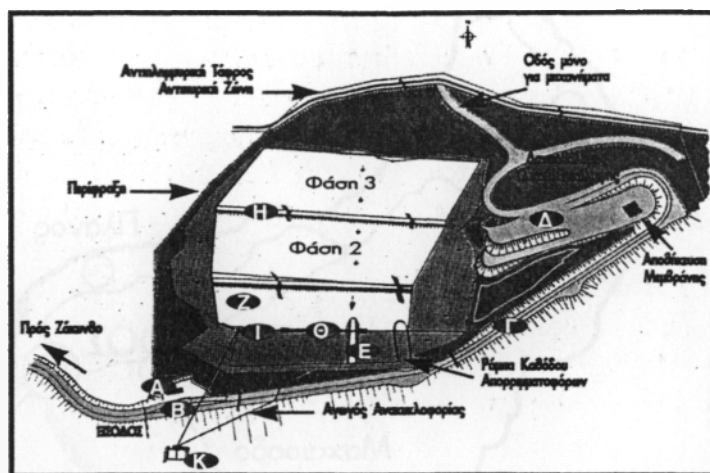 Αντιπλημμυρική Τάφρος
Αντιπυρική Ζώνη
Οδός μόνο
για μηχανήματα
Περίφραξη
Φάση 3
Η
Δ
Φάση 2
Αποθήκευση
Μεμβράνης
Ζ
Πρός Ζάκυνθο
Ι
Θ
Ε
Γ
Ράμπα Καθόδου
Απορριμματοφόρων
Α
Β
Αγωγός Ανακυκλοφορίας
ΕΙΣΟΔΟΣ
Κ